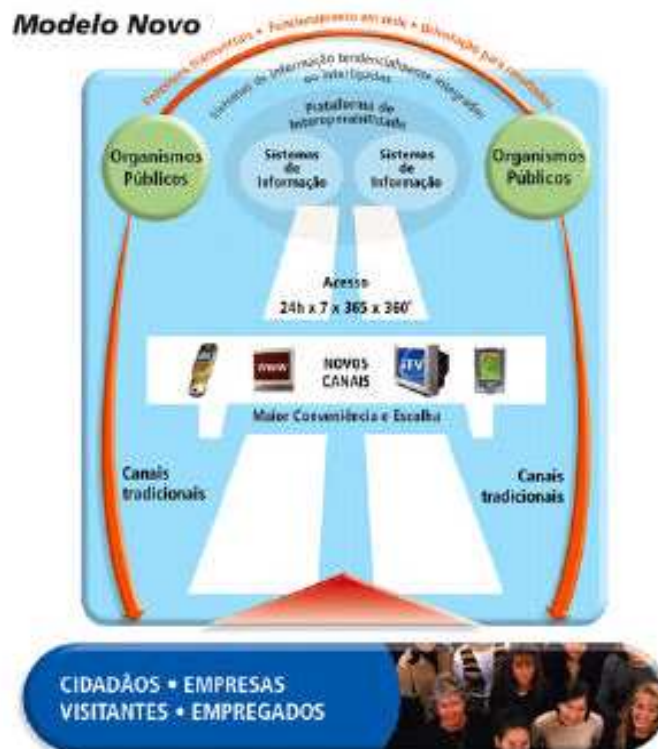 Modelo Novo
Processos transversais • Funcionamento em rede • Orientação para resultados
Sistemas de informação tendencialmente integrados
ou interligados
Plataforma de
Interoperabilidade
Organismos
Públicos
Sistemas
de
Informação
Sistemas
de
Informação
Organismos
Públicos
Acesso
24h x 7 x 365 x 360°
www
NOVOS
CANAIS
iTV
Maior Conveniência e Escolha
Canais
tradicionais
Canais
tradicionais
CIDADÃOS • EMPRESAS
VISITANTES • EMPREGADOS